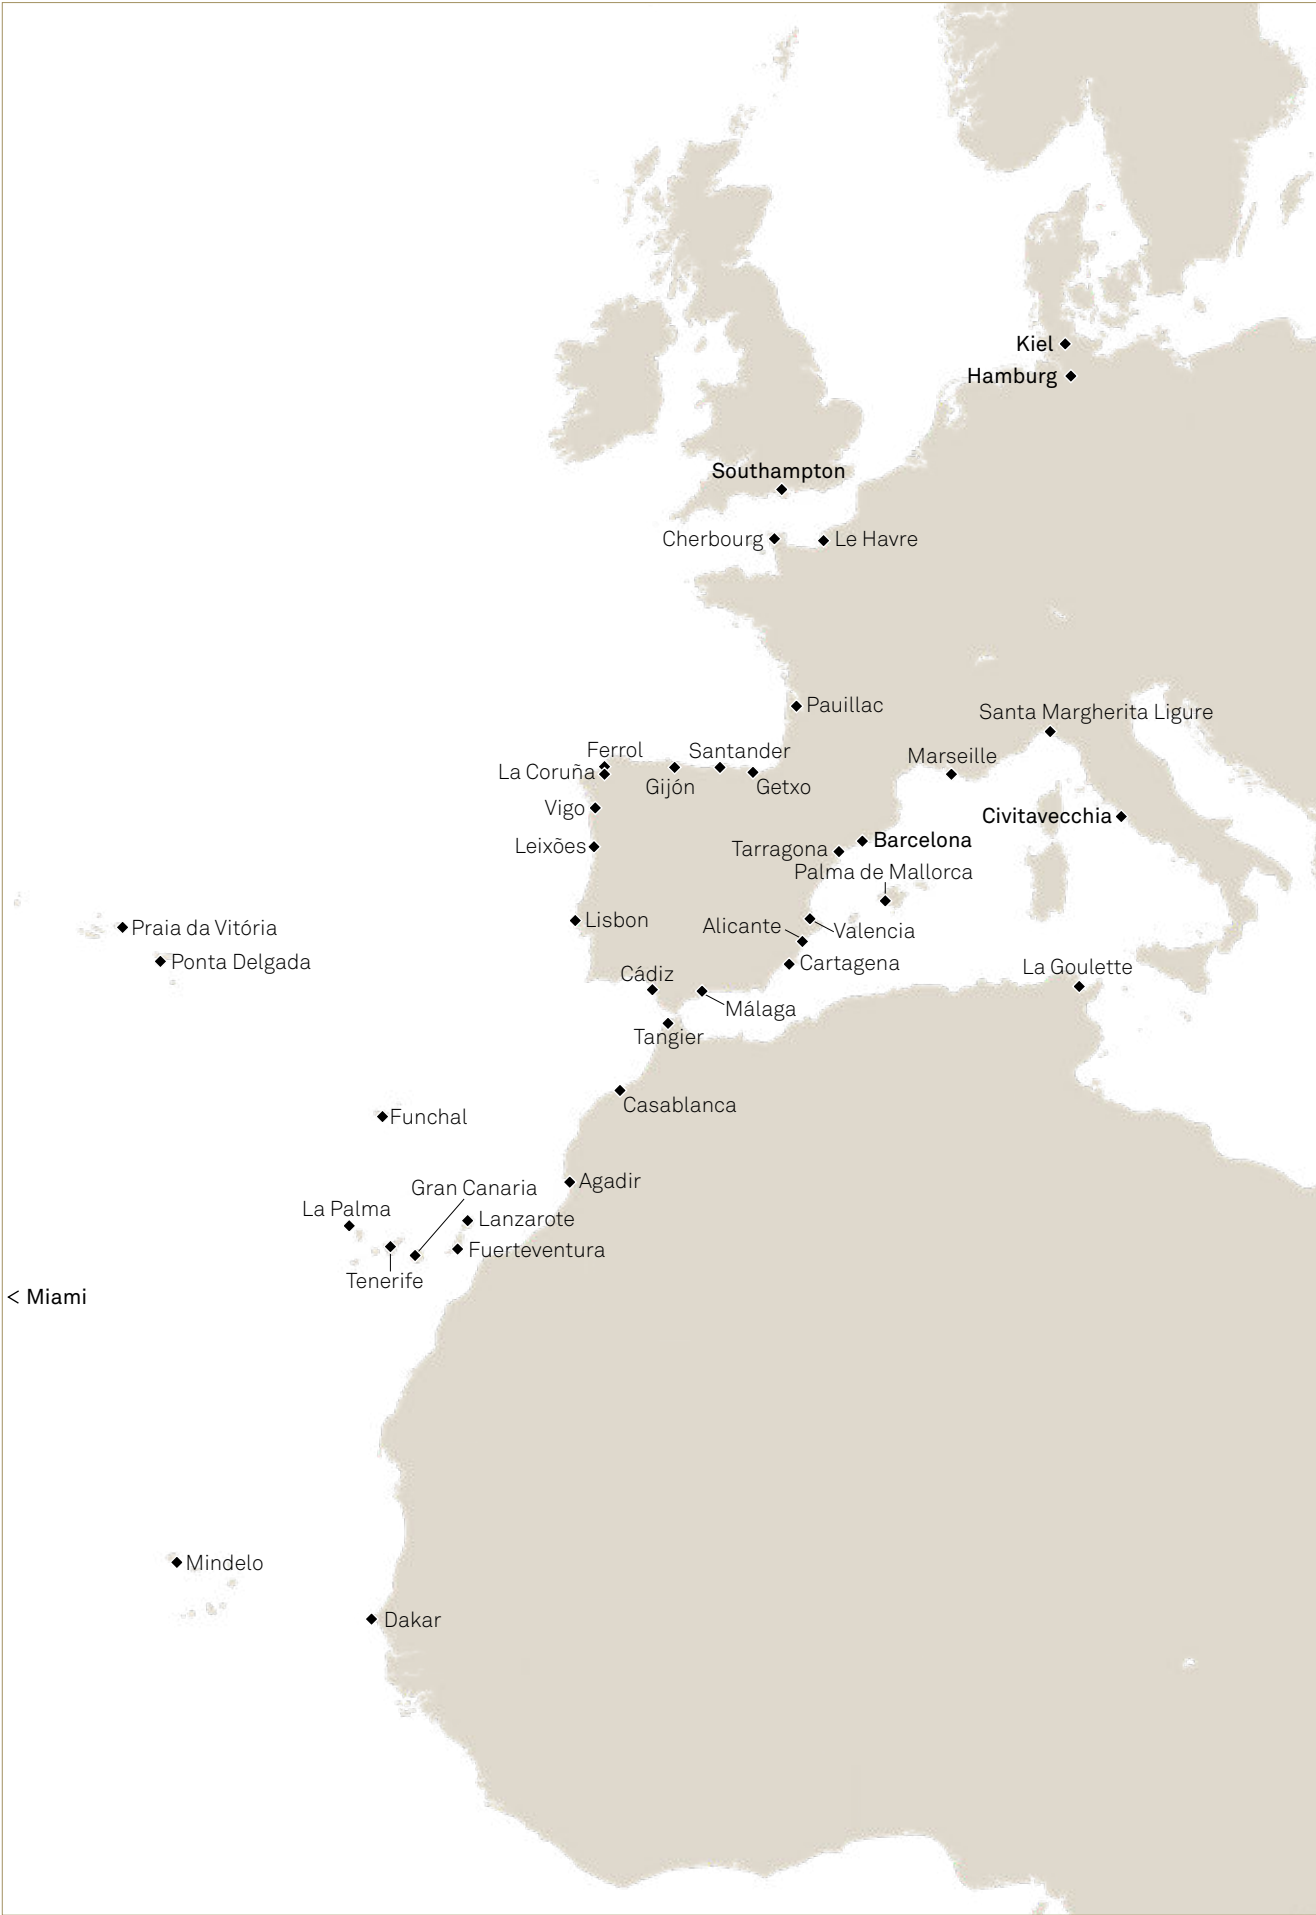 Kiel
Hamburg
Southampton
Cherbourg
Le Havre
Pauillac
Santa Margherita Ligure
Ferrol
Santander
Marseille
La Coruña
Gijón
Getxo
Vigo
Civitavecchia
Barcelona
Leixões
Tarragona
Palma de Mallorca
Lisbon
Alicante
Valencia
Praia da Vitória
Ponta Delgada
Cartagena
La Goulette
Cádiz
Málaga
Tangier
Casablanca
Funchal
Agadir
Gran Canaria
La Palma
Lanzarote
Fuerteventura
Tenerife
< Miami
Mindelo
Dakar